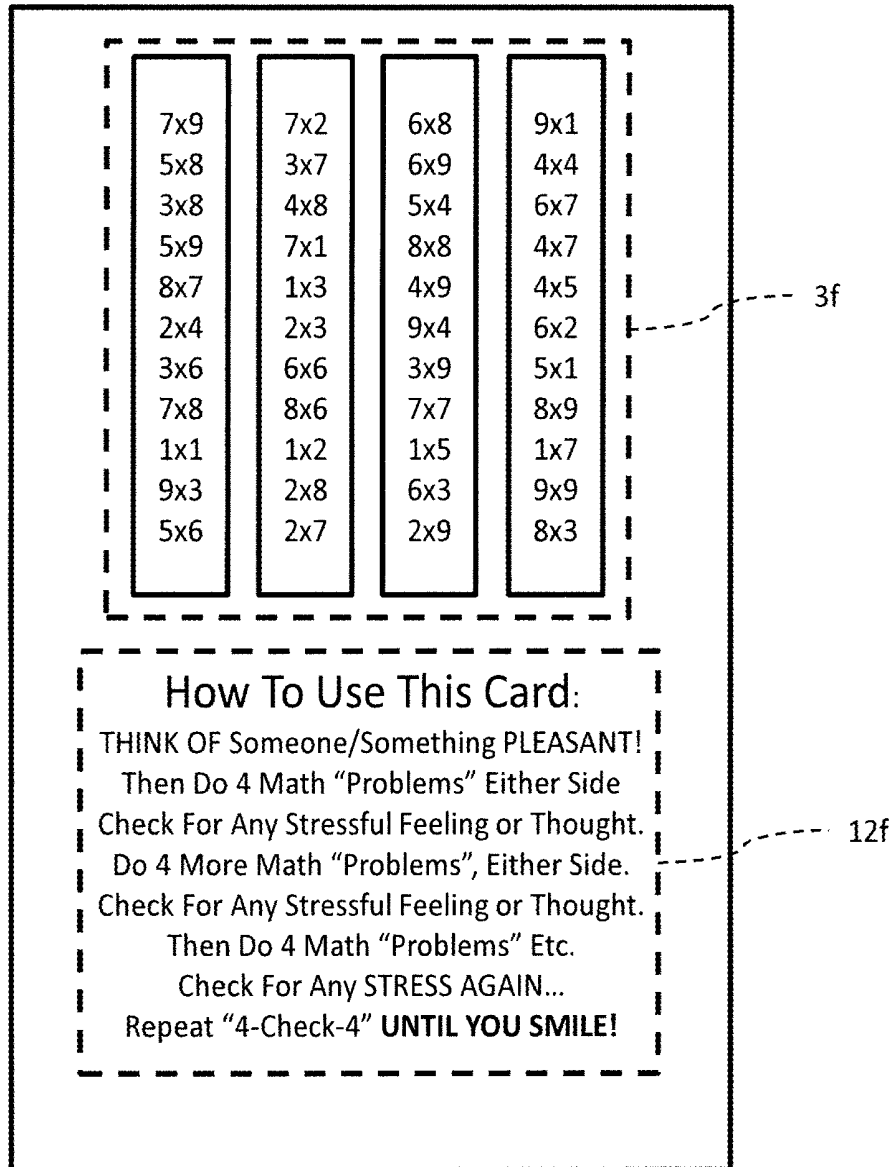 7x9 7x2 6x8 9x1
5x8 3x7 6x9 4x4
3x8 4x8 5x4 6x7
5x9 7x1 8x8 4x7
8x7 1x3 4x9 4x5
2x4 2x3 9x4 6x2
3x6 6x6 3x9 5x1
7x8 8x6 7x7 8x9
1x1 1x2 1x5 1x7
9x3 2x8 6x3 9x9
5x6 2x7 2x9 8x3
3f
How To Use This Card:
THINK OF Someone/Something PLEASANT!
Then Do 4 Math “Problems” Either Side
Check For Any Stressful Feeling or Thought.
Do 4 More Math “Problems”, Either Side.
Check For Any Stressful Feeling or Thought.
Then Do 4 Math “Problems” Etc.
Check For Any STRESS AGAIN...
Repeat “4-Check-4” UNTIL YOU SMILE!
12f